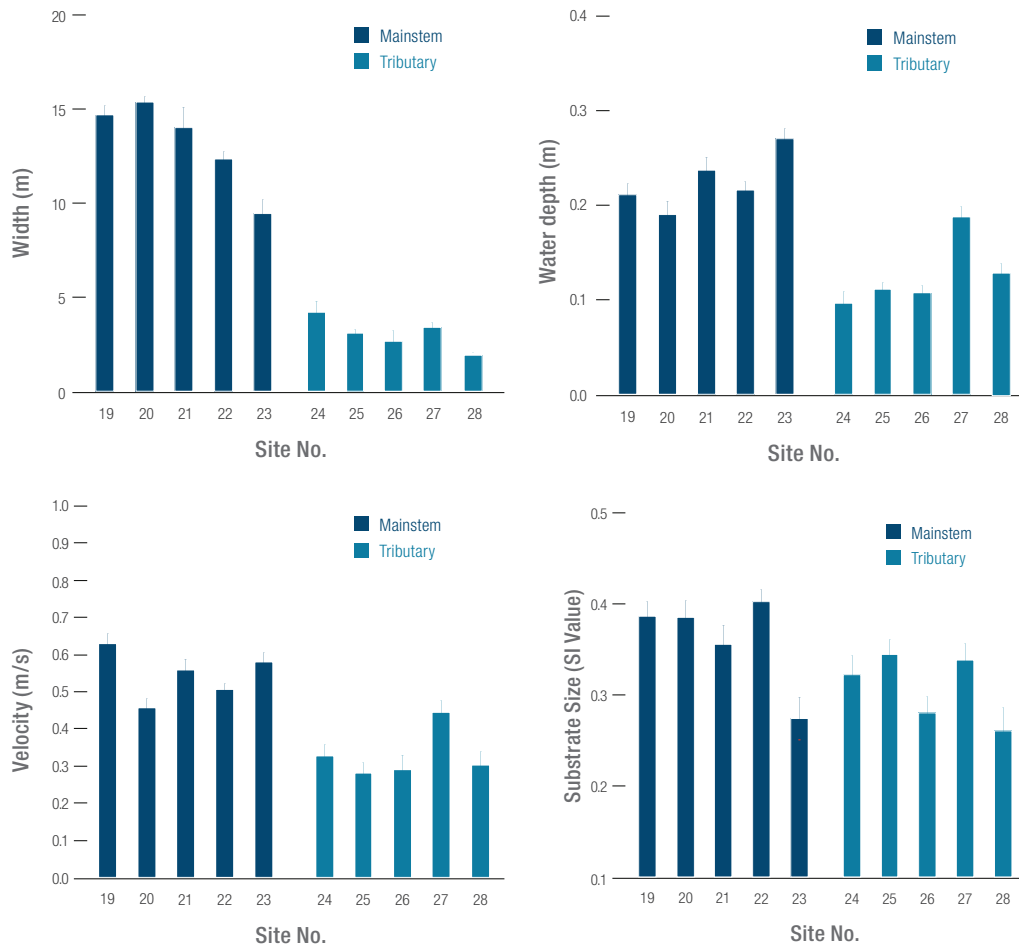 20
15
10
5
0
Width (m)
Mainstem
Tributary
19 20 21 22 23 24 25 26 27 28
Site No.
0.4
0.3
0.2
0.1
0.0
Water depth (m)
Mainstem
Tributary
19 20 21 22 23 24 25 26 27 28
Site No.
1.0
0.9
0.8
0.7
0.6
0.5
0.4
0.3
0.2
0.1
0.0
Velocity (m/s)
Mainstem
Tributary
19 20 21 22 23 24 25 26 27 28
Site No.
0.5
0.4
0.3
0.2
0.1
Substrate Size (SI Value)
Mainstem
Tributary
19 20 21 22 23 24 25 26 27 28
Site No.